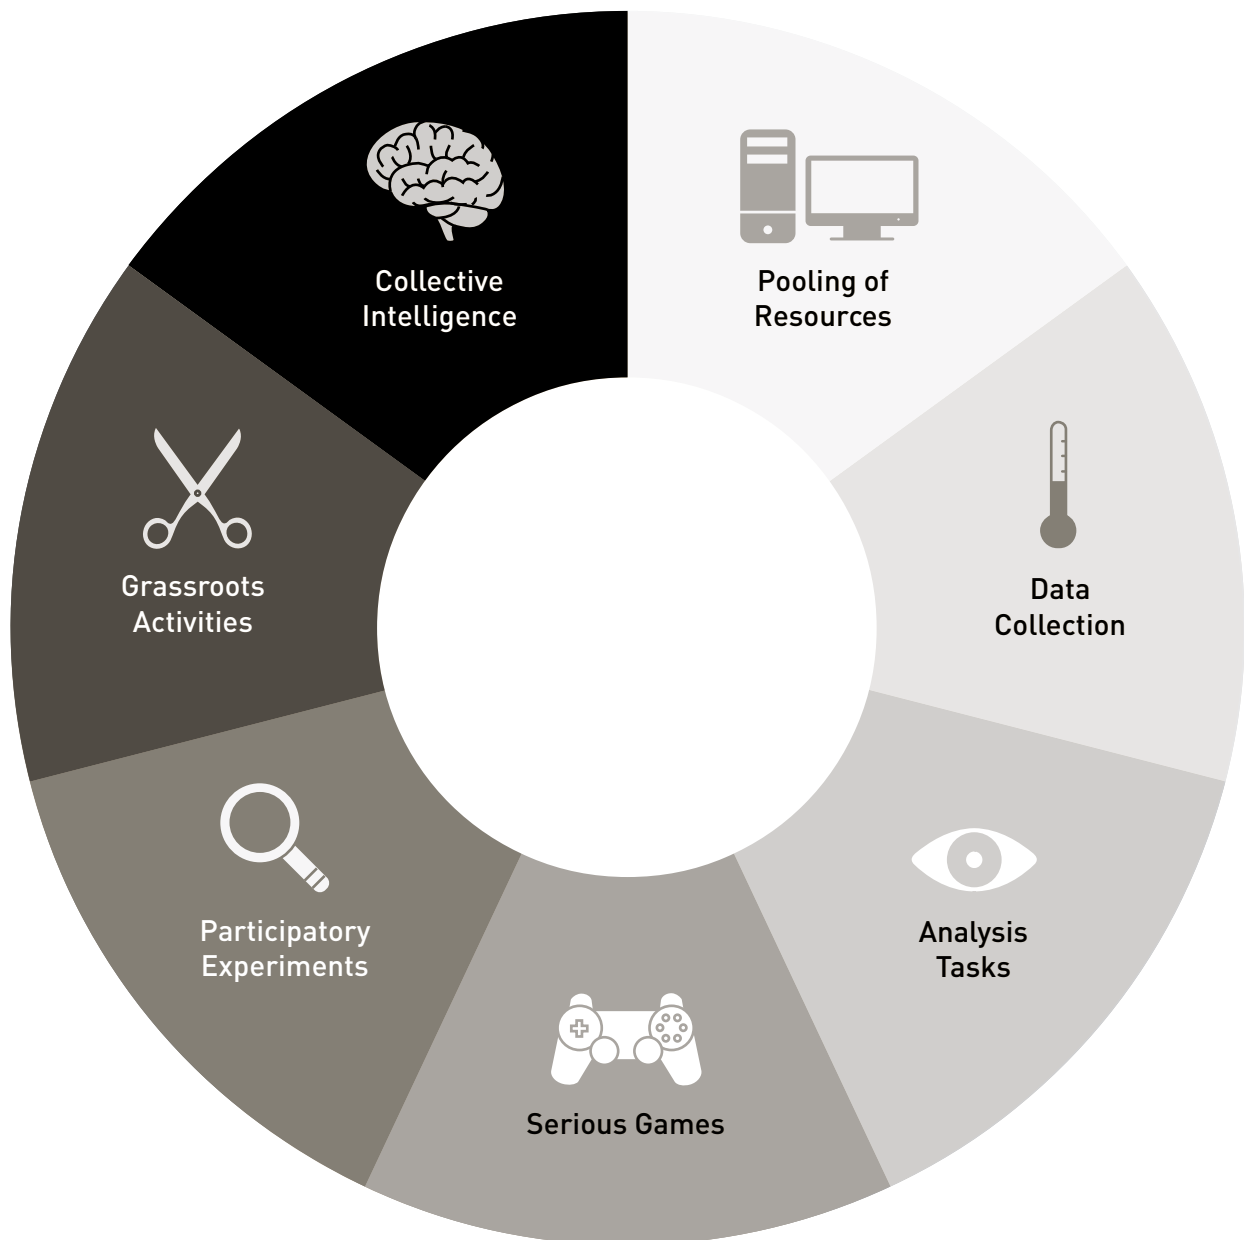 Collective
Intelligence
Pooling of
Resources
Data
Collection
Analysis
Tasks
Serious Games
Participatory
Experiments
Grassroots
Activities